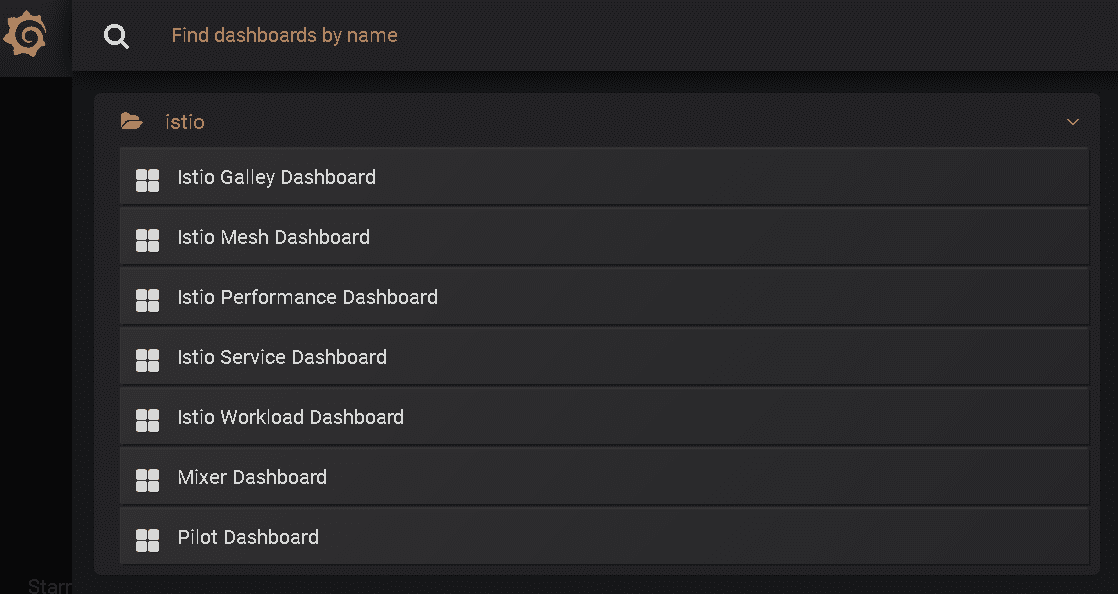 Find dashboards by name
istio
Istio Galley Dashboard
Istio Mesh Dashboard
Istio Performance Dashboard
Istio Service Dashboard
Istio Workload Dashboard
Mixer Dashboard
Pilot Dashboard